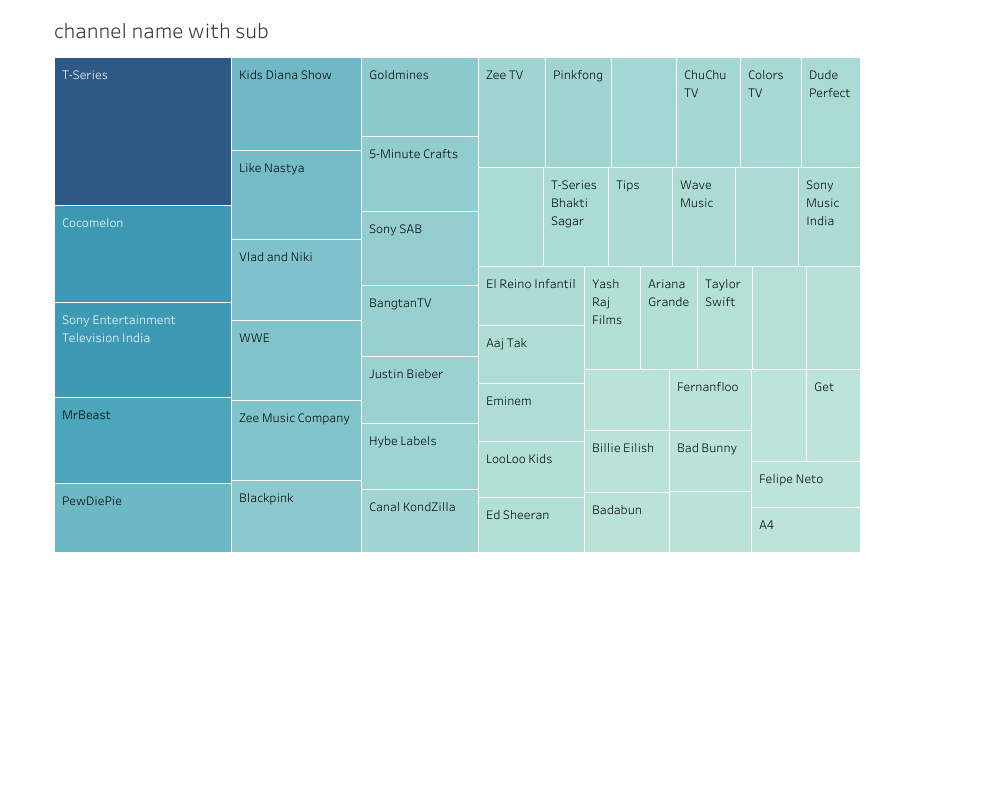 channel name with sub
T-Series
Cocomelon
Sony Entertainment
Television India
MrBeast
PewDiePie
Kids Diana Show
Like Nastya
Vlad and Niki
WWE
Zee Music Company
Blackpink
Goldmines
5-Minute Crafts
Sony SAB
BangtanTV
Justin Bieber
Hybe Labels
Canal KondZilla
Zee TV
Pinkfong
ChuChu
TV
Colors
TV
Dude
Perfect
T-Series
Bhakti
Sagar
Tips
Wave
Music
Sony
Music
India
El Reino Infantil
Aaj Tak
Eminem
LooLoo Kids
Ed Sheeran
Yash
Raj
Films
Ariana
Grande
Taylor
Swift
Billie Eilish
Badabun
Fernanfloo
Bad Bunny
Get
Felipe Neto
A4